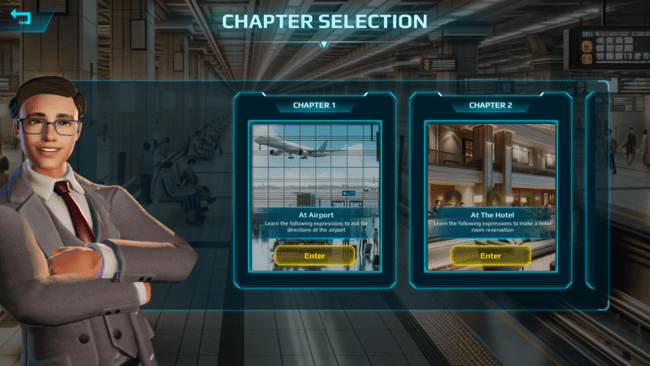 CHAPTER SELECTION
CHAPTER 1
At Airport
Learn the following expressions to ask for
directions at the airport
Enter
CHAPTER 2
At The Hotel
Learn the following expressions to make a hotel
room reservation
Enter